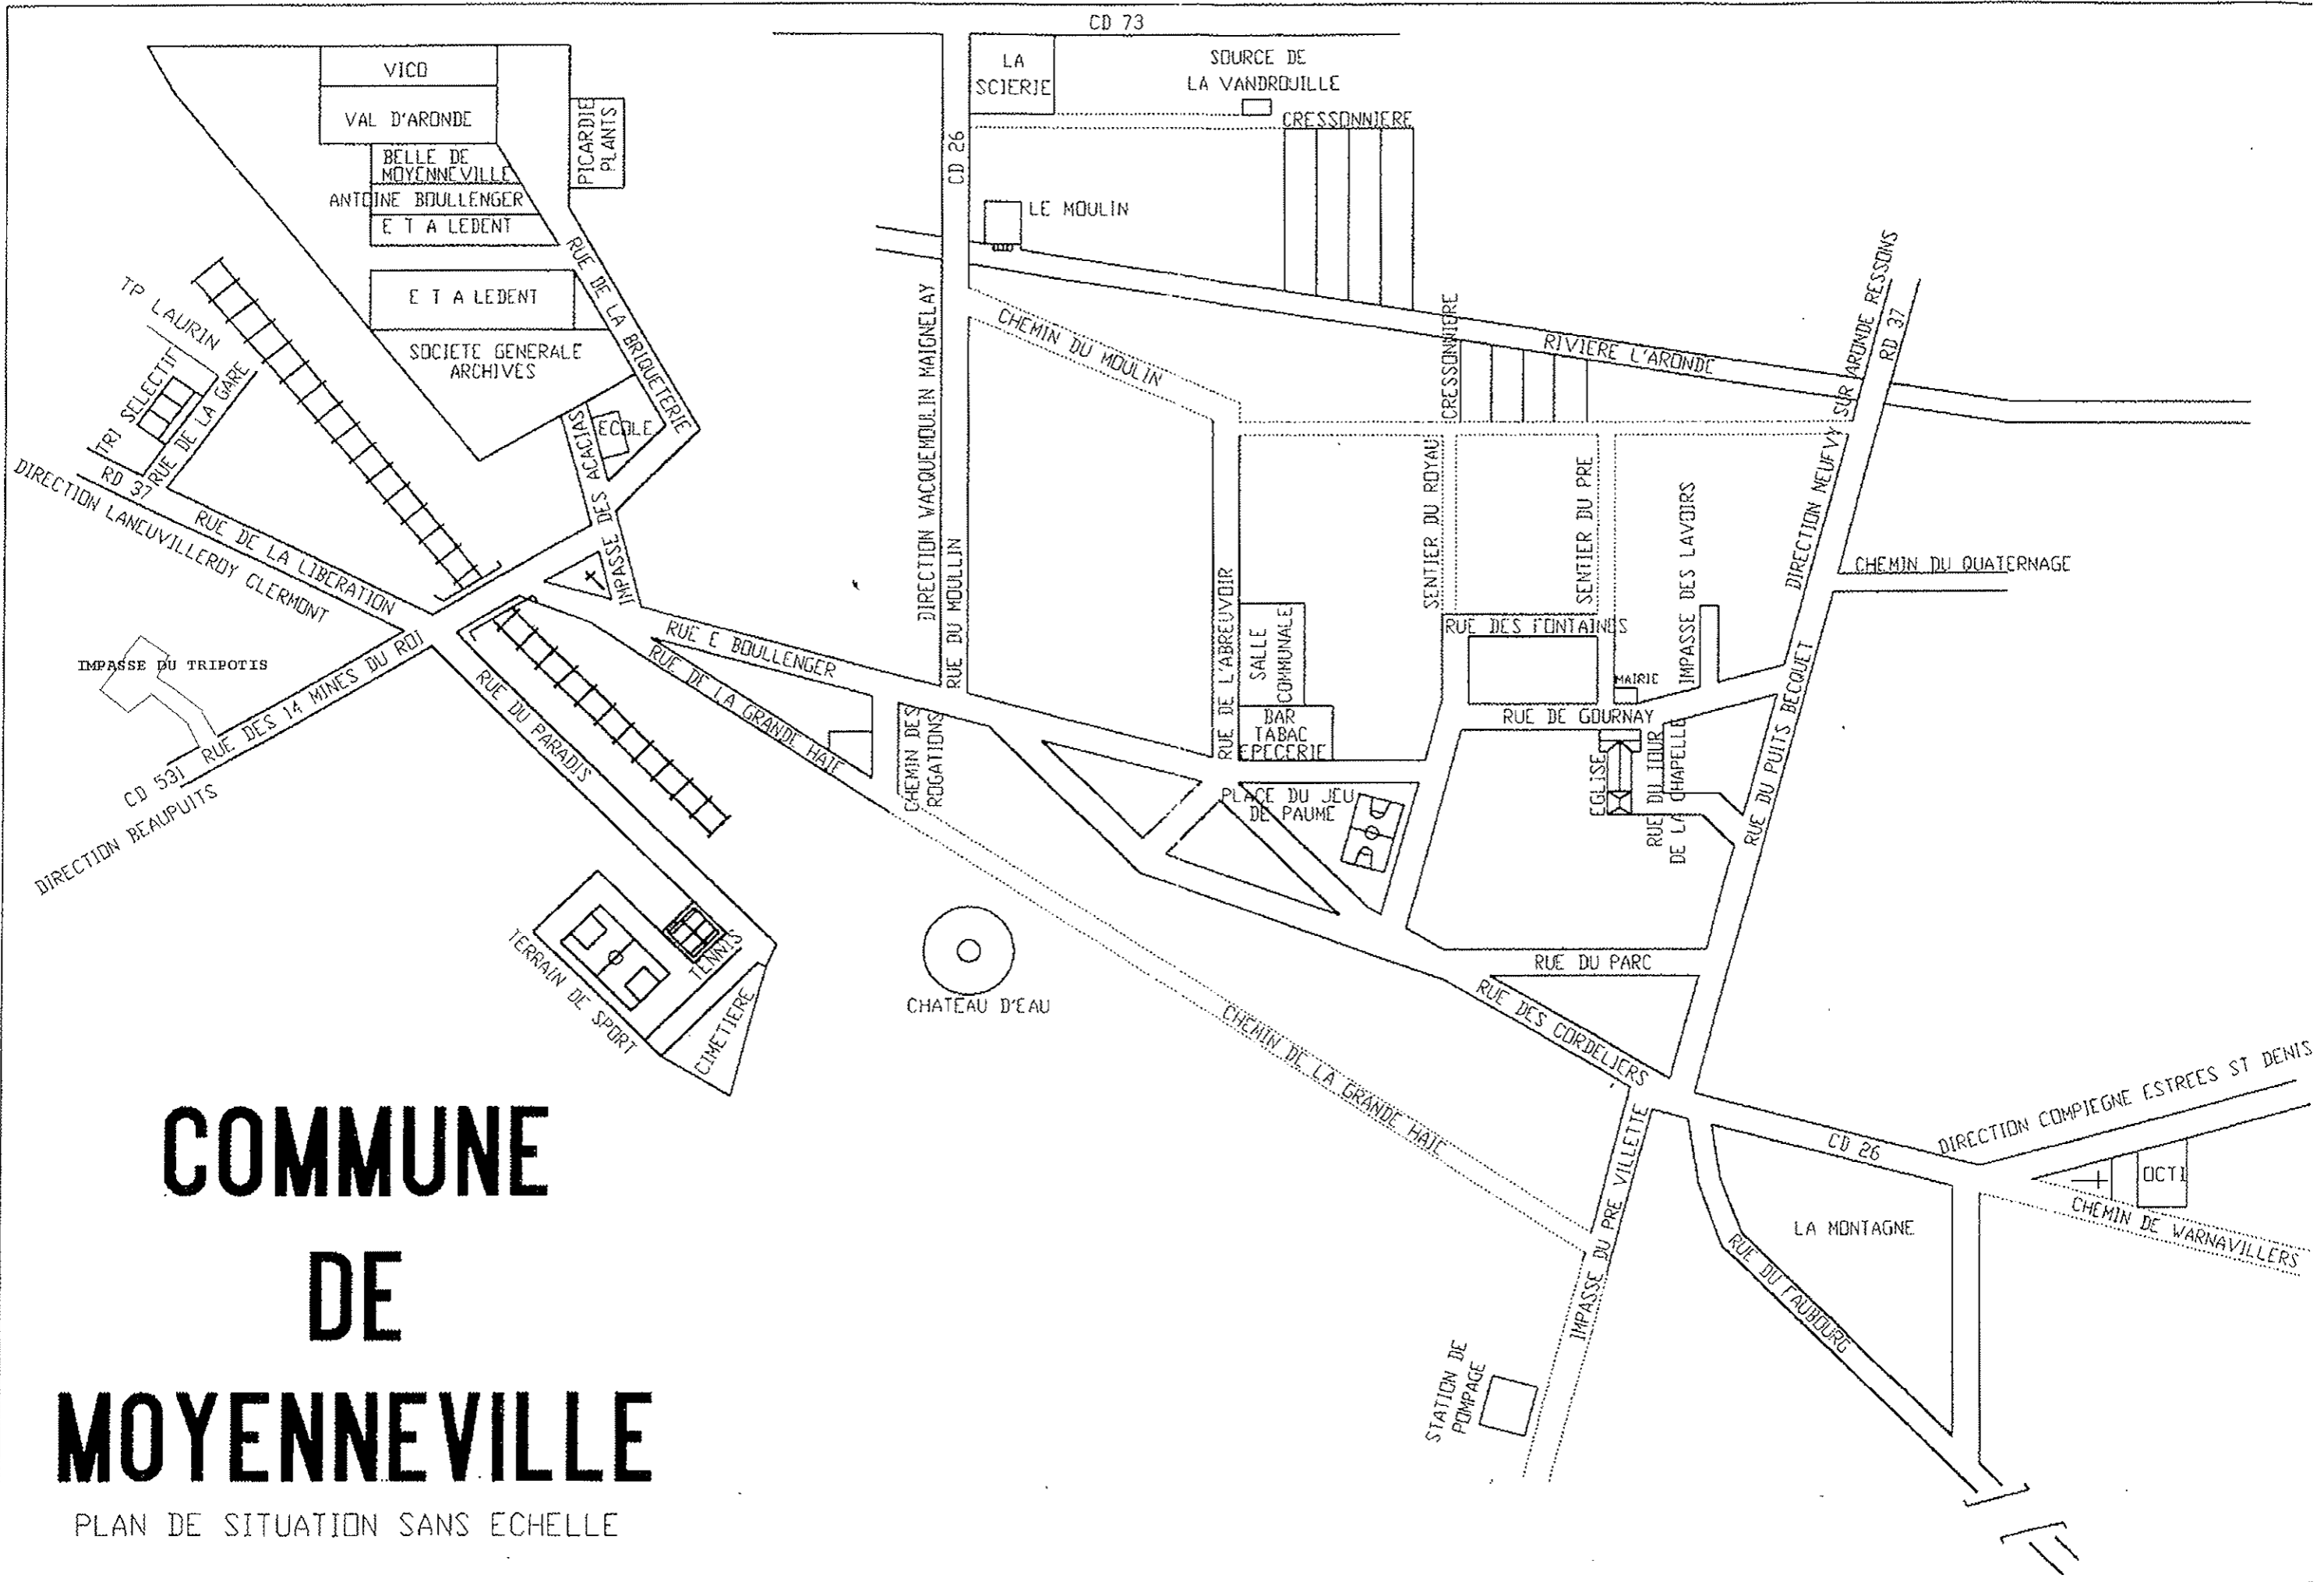 CD 73
VICO
VAL D'ARONDE
BELLE DE
MOYENNEVILLE
ANTOINE BOULLENGER
E T A LEDENT
PICARDIE
PLANTS
E T A LEDENT
SOCIETE GENERALE
ARCHIVES
RUE DE LA BRIQUETERIE
ECOLE
IMPASSE DES ACACIAS
TP LAURIN
TRI SELECTIF
RUE DE LA GARE
RD 37
DIRECTION LANEUVILLEROY CLERMONT
RUE DE LA LIBERATION
IMPASSE DU TRIPOTIS
RUE DES 14 MINES DU ROI
CD 531
DIRECTION BEAUPUITS
RUE DU PARADIS
TERRAIN DE SPORT
TENNIS
CIMETIERE
RUE E BOULLENGER
RUE DE LA GRANDE HAIE
CHEMIN DES
ROGATIONS
CHATEAU D'EAU
CHEMIN DE LA GRANDE HAIE
LA
SCIERIE
SOURCE DE
LA VANDROUILLE
CRESSONNIERE
CD 26
LE MOULIN
CHEMIN DU MOULIN
DIRECTION WACQUEMOULIN MAIGNELAY
RUE DU MOULLIN
CRESSONNIERE
RIVIERE L'ARONDE
DIRECTION NEUFVY SUR ARONDE RESSONS
RD 37
SENTIER DU ROYAU
SENTIER DU PRE
IMPASSE DES LAVOIRS
CHEMIN DU QUATERNAGE
RUE DE L'ABREUVOIR
SALLE
COMMUNALE
BAR
TABAC
EPECERIE
RUE DES FONTAINES
MAIRIE
RUE DE GOURNAY
PLACE DU JEU
DE PAUME
EGLISE
RUE DU TOUR
DE LA CHAPELLE
RUE DU PUITS BECQUET
RUE DU PARC
RUE DES CORDELIERS
IMPASSE DU PRE VILLETTE
STATION DE
POMPAGE
CD 26
DIRECTION COMPIEGNE ESTREES ST DENIS
OCTI
CHEMIN DE WARNAVILLERS
LA MONTAGNE
RUE DU FAUBOURG
COMMUNE
DE
MOYENNEVILLE
PLAN DE SITUATION SANS ECHELLE